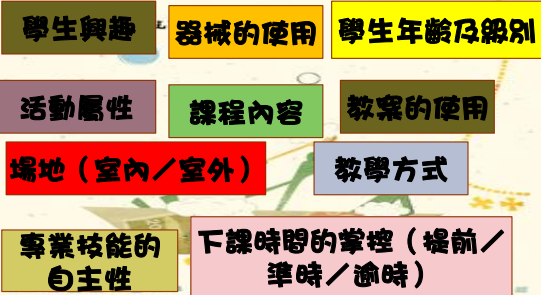 學生興趣
器械的使用
學生年齡及級別
活動屬性
課程內容
教案的使用
場地（室內／室外）
教學方式
專業技能的
自主性
下課時間的掌控（提前／
準時／逾時）